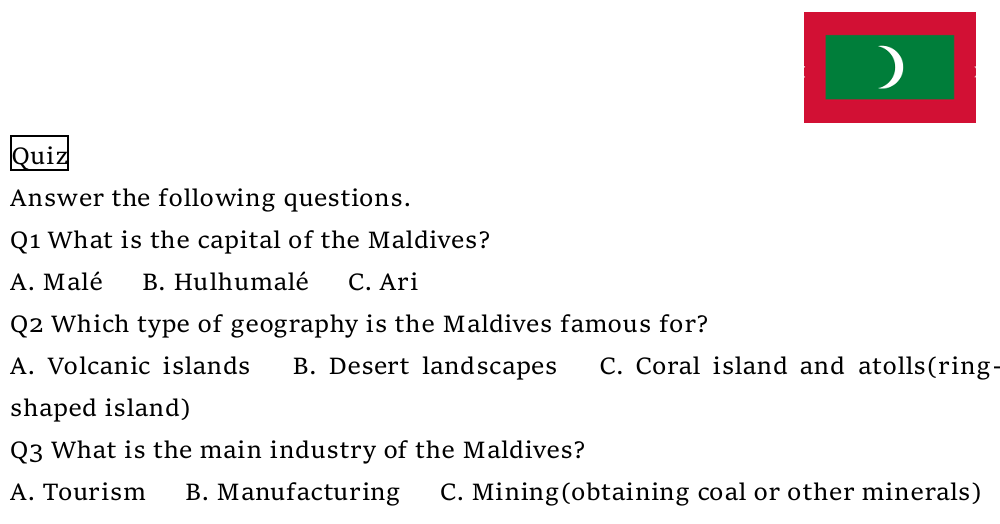 Quiz
Answer the following questions.
Q1 What is the capital of the Maldives?
A. Malé B. Hulhumalé C. Ari
Q2 Which type of geography is the Maldives famous for?
A. Volcanic islands B. Desert landscapes C. Coral island and atolls(ring-
shaped island)
Q3 What is the main industry of the Maldives?
A. Tourism B. Manufacturing C. Mining(obtaining coal or other minerals)